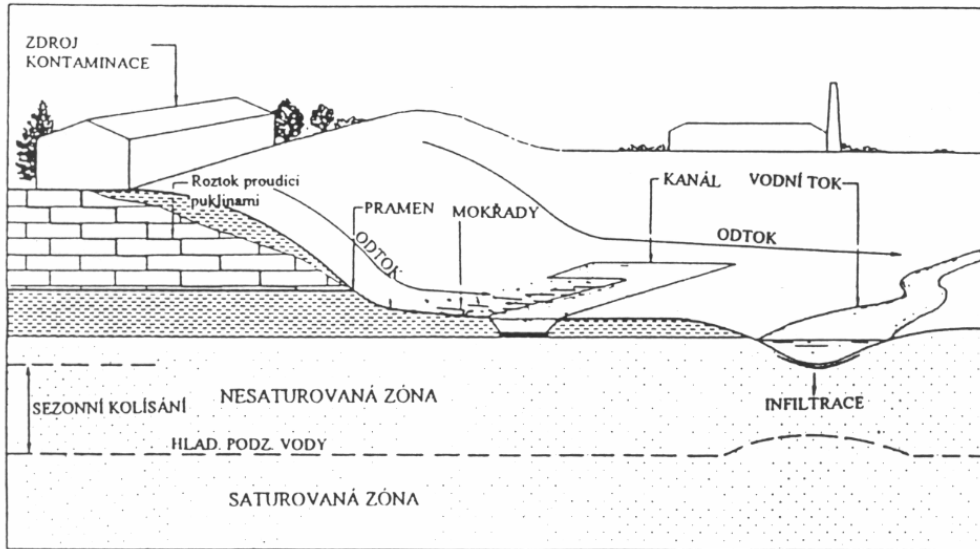 ZDROJ
KONTAMINACE
Roztok proudící
puklinami
PRAMEN
MOKŘADY
KANÁL
VODNÍ TOK
ODTOK
ODTOK
NESATUROVANÁ ZÓNA
SEZONNÍ KOLÍSÁNÍ
INFILTRACE
HLAD. PODZ. VODY
SATUROVANÁ ZÓNA